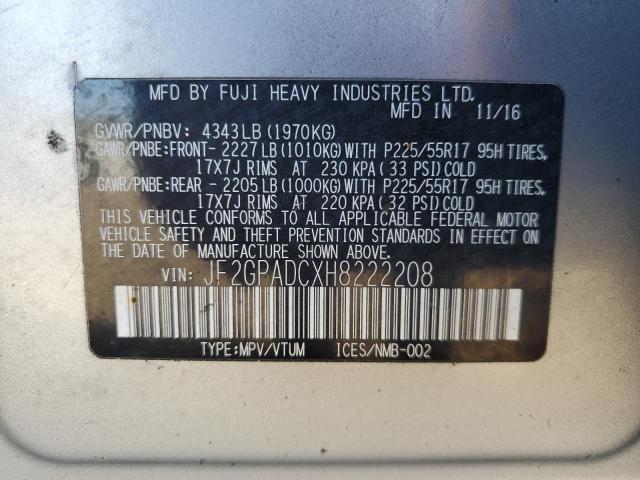 MFD BY FUJI HEAVY INDUSTRIES LTD.
MFD IN 11/16
GVWR/PNBV: 4343LB(1970KG)
GAWR/PNBE:FRONT- 2227LB(1010KG)WITH P225/55R17 95H TIRES,
17X7J RIMS AT 230 KPA(33 PSI)COLD
GAWR/PNBE:REAR - 2205LB(1000KG)WITH P225/55R17 95H TIRES,
17X7J RIMS AT 220 KPA(32 PSI)COLD
THIS VEHICLE CONFORMS TO ALL APPLICABLE FEDERAL MOTOR
VEHICLE SAFETY AND THEFT PREVENTION STANDARDS IN EFFECT ON
THE DATE OF MANUFACTURE SHOWN ABOVE.
VIN: JF2GPADCXH8222208
TYPE:MPV/VTUM ICES/NMB-002